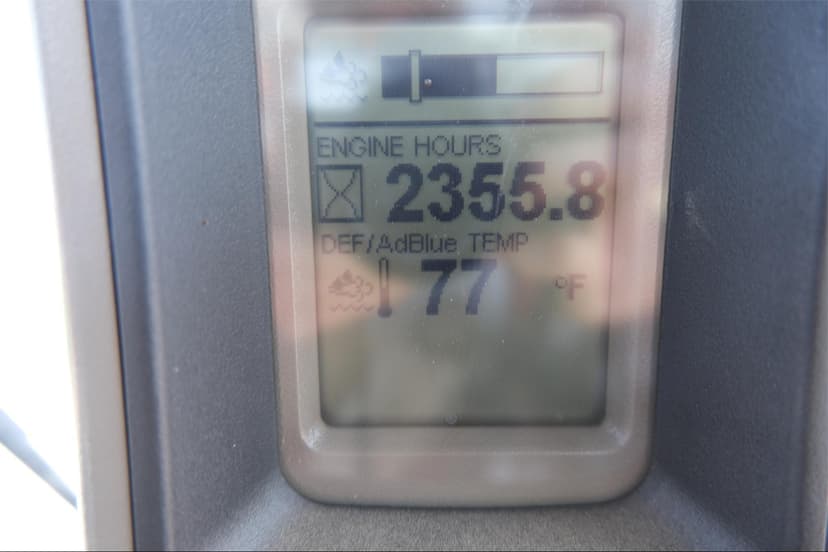 ENGINE HOURS
2355.8
DEF/AdBlue TEMP
77 °F